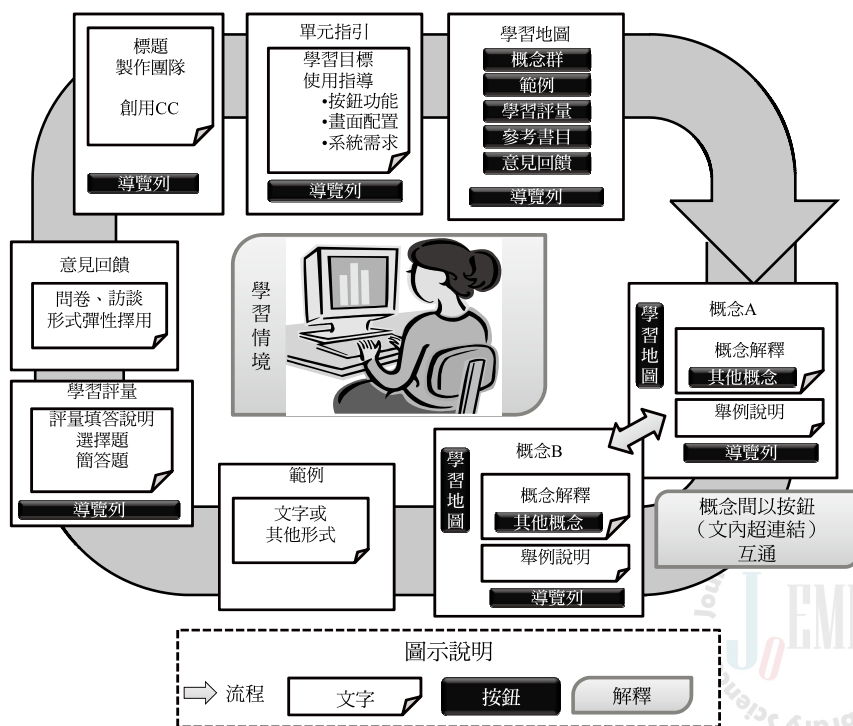 標題
製作團隊
創用CC
導覽列
單元指引
學習目標
使用指導
•按鈕功能
•畫面配置
•系統需求
導覽列
學習地圖
概念群
範例
學習評量
參考書目
意見回饋
導覽列
學習地圖
概念A
概念解釋
其他概念
舉例說明
導覽列
學習地圖
概念B
概念解釋
其他概念
舉例說明
導覽列
概念間以按鈕
（文內超連結）
互通
範例
文字或
其他形式
學習評量
評量填答說明
選擇題
簡答題
導覽列
意見回饋
問卷、訪談
形式彈性擇用
學習情境
圖示說明
流程
文字
按鈕
解釋